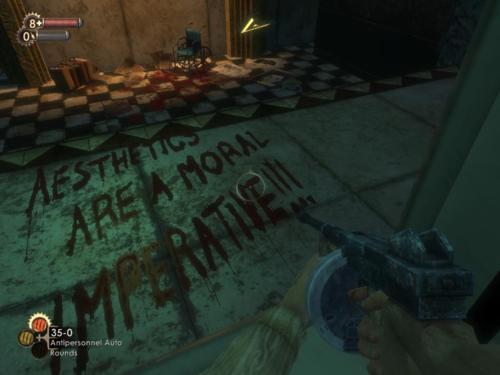 8
0
AESTHETICS
ARE A MORAL
IMPERATIVE!!!
35-0
Antipersonnel Auto
Rounds